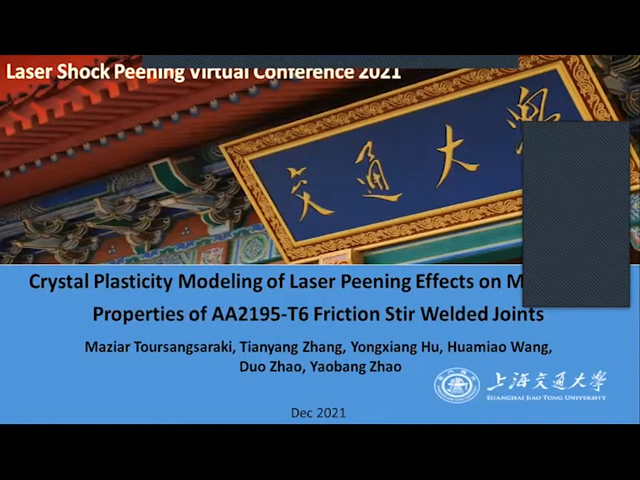 Laser Shock Peening Virtual Conference 2021
交通大學
Crystal Plasticity Modeling of Laser Peening Effects on
Properties of AA2195-T6 Friction Stir Welded Joints
Maziar Toursangsaraki, Tianyang Zhang, Yongxiang Hu, Huamiao Wang,
Duo Zhao, Yaobang Zhao
上海交通大學
SHANGHAI JIAO TONG UNIVERSITY
Dec 2021